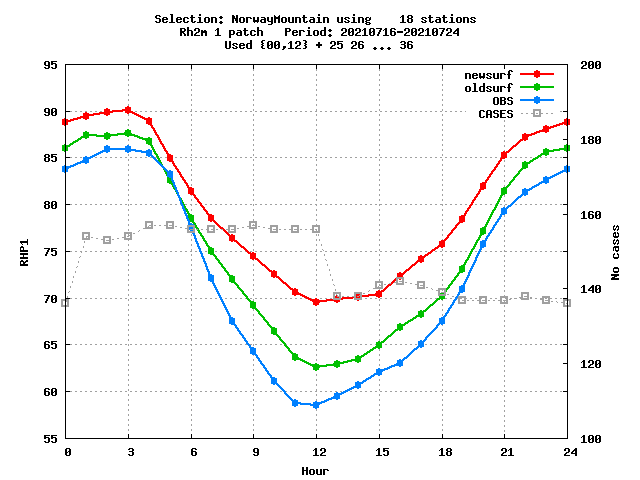 Selection: NorwayMountain using    18 stations
Rh2m 1 patch   Period: 20210716-20210724
Used {00,12} + 25 26 ... 36
95 200
newsurf
oldsurf
OBS
CASES
90
180
85
80
160
75
RHP1
No cases
70
140
65
120
60
55 100
0 3 6 9 12 15 18 21 24
Hour